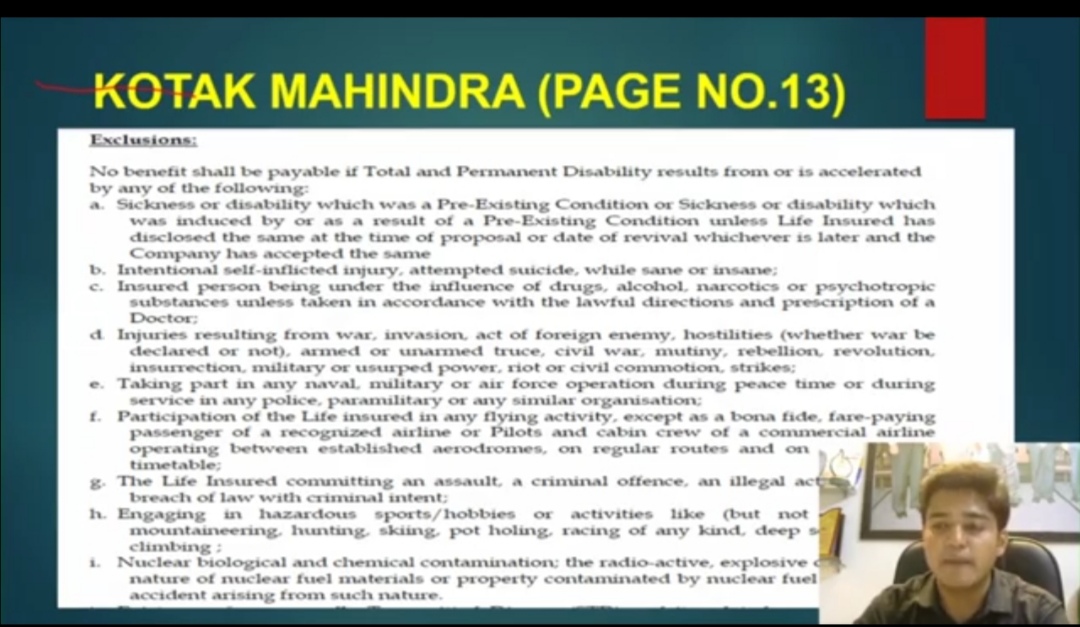 KOTAK MAHINDRA (PAGE NO.13)
Exclusions:
No benefit shall be payable if Total and Permanent Disability results from or is accelerated
by any of the following:
a. Sickness or disability which was a Pre-Existing Condition or Sickness or disability which
was induced by or as a result of a Pre-Existing Condition unless Life Insured has
disclosed the same at the time of proposal or date of revival whichever is later and the
Company has accepted the same
b. Intentional self-inflicted injury, attempted suicide, while sane or insane;
c. Insured person being under the influence of drugs, alcohol, narcotics or psychotropic
substances unless taken in accordance with the lawful directions and prescription of a
Doctor;
d. Injuries resulting from war, invasion, act of foreign enemy, hostilities (whether war be
declared or not), armed or unarmed truce, civil war, mutiny, rebellion, revolution,
insurrection, military or usurped power, riot or civil commotion, strikes;
e. Taking part in any naval, military or air force operation during peace time or during
service in any police, paramilitary or any similar organisation;
f. Participation of the Life insured in any flying activity, except as a bona fide, fare-paying
passenger of a recognized airline or Pilots and cabin crew of a commercial airline
operating between established aerodromes, on regular routes and on
timetable;
g. The Life Insured committing an assault, a criminal offence, an illegal act
breach of law with criminal intent;
h. Engaging in hazardous sports/hobbies or activities like (but not
mountaineering, hunting, skiing, pot holing, racing of any kind, deep
climbing ;
i. Nuclear biological and chemical contamination; the radio-active, explosive
nature of nuclear fuel materials or property contaminated by nuclear fuel
accident arising from such nature.